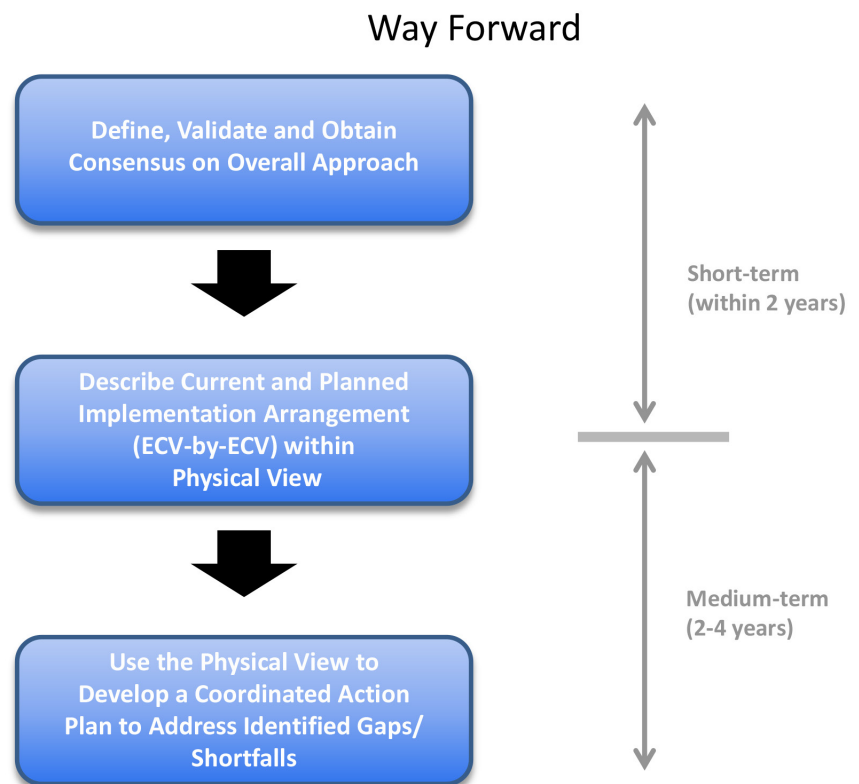 Way Forward
Define, Validate and Obtain
Consensus on Overall Approach
Short-term
(within 2 years)
Describe Current and Planned
Implementation Arrangement
(ECV-by-ECV) within
Physical View
Medium-term
(2-4 years)
Use the Physical View to
Develop a Coordinated Action
Plan to Address Identified Gaps/
Shortfalls